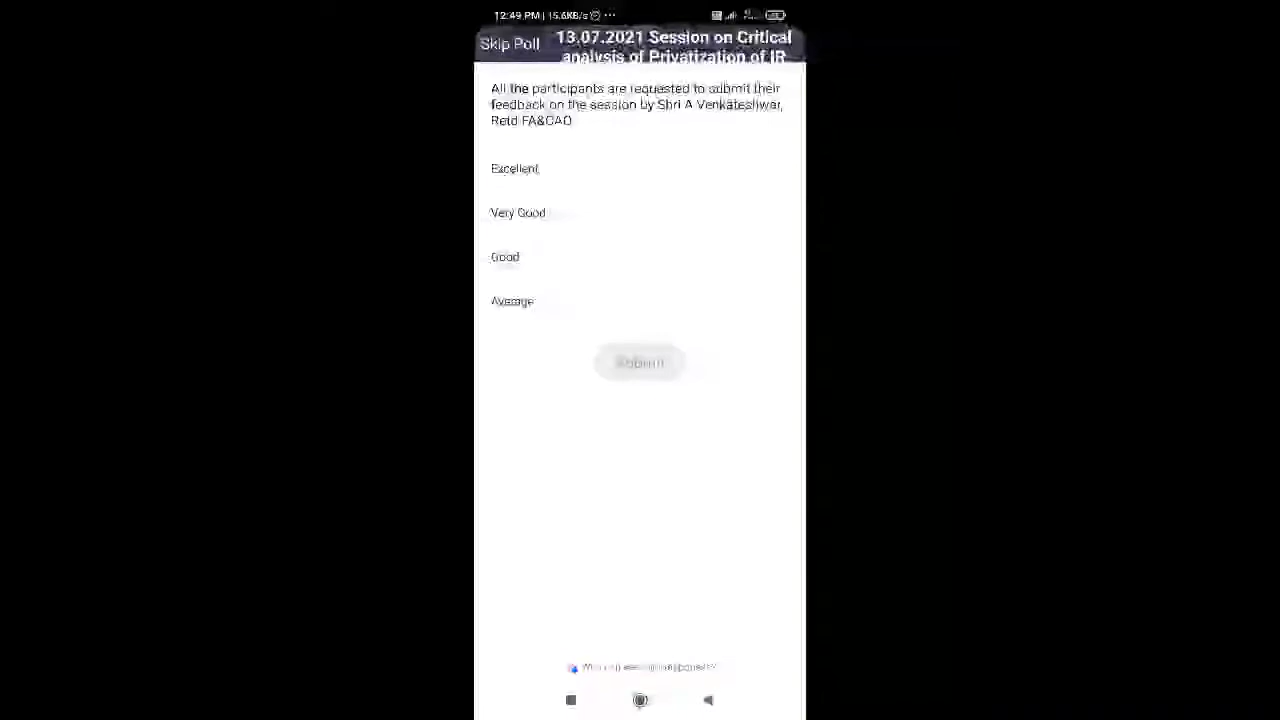 12:49 PM | 15.6KB/s
Skip Poll
13.07.2021 Session on Critical
analysis of Privatization of IR
All the participants are requested to submit their
feedback on the session by Shri A Venkateshwar,
Retd FA&CAO
Excellent
Very Good
Good
Average
Submit